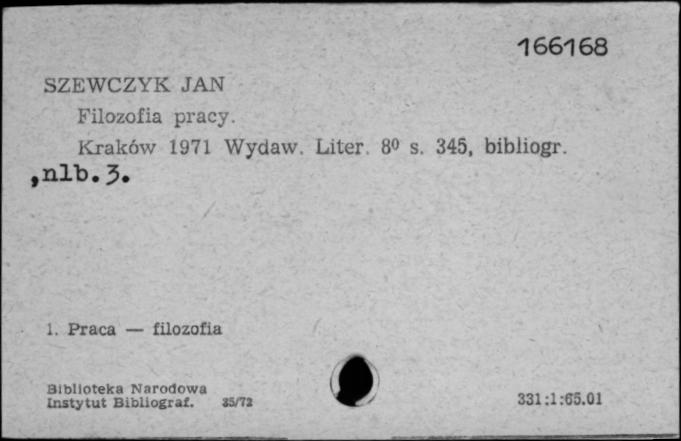 166168
SZEWCZYK JAN
Filozofia pracy.
Kraków 1971 Wydaw. Liter. 8⁰ s. 345, bibliogr.
,nlb.3.
1. Praca — filozofia
Biblioteka Narodowa
Instytut Bibliograf. 35/72
331:1:65.01